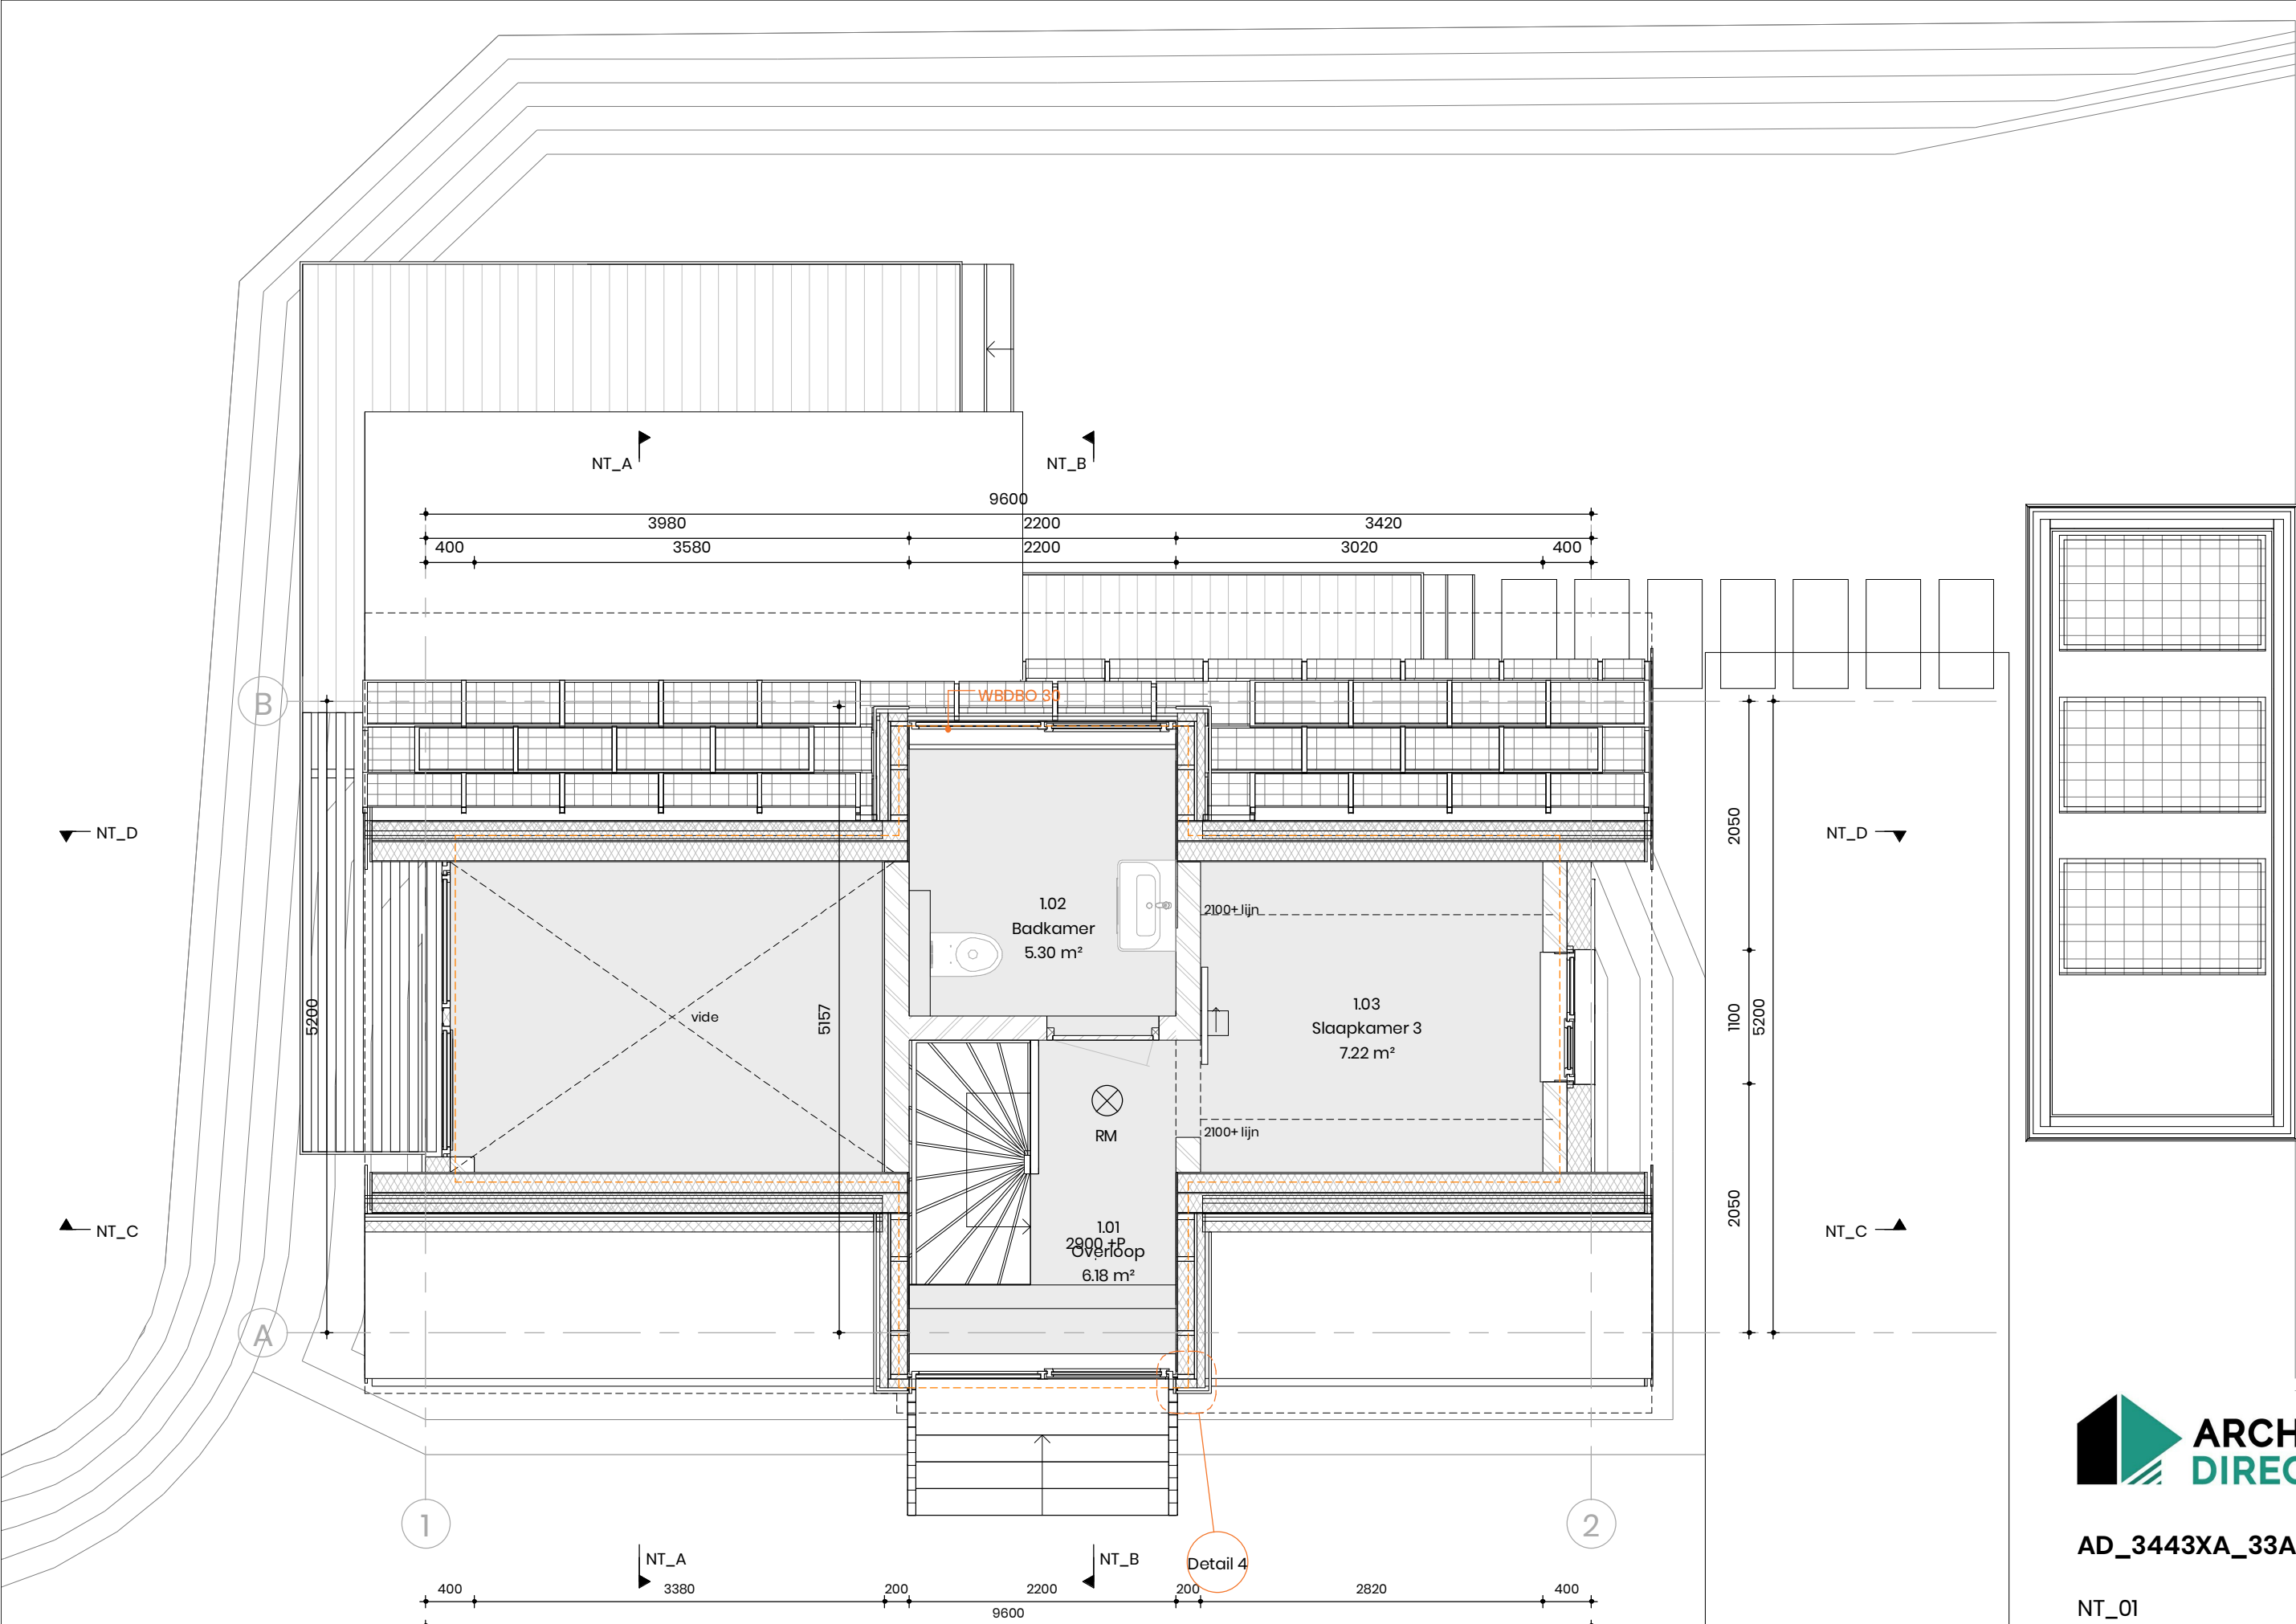 NT_A
NT_B
9600
3980
2200
3420
400
3580
2200
3020
400
B
WBDBO 30
NT_D
NT_D
2050
1.02
Badkamer
5.30 m²
2100+ lijn
5200
vide
5157
1.03
Slaapkamer 3
7.22 m²
1100
5200
RM
2100+ lijn
NT_C
2050
NT_C
1.01
2900 +P
Overloop
6.18 m²
A
1
2
NT_A
NT_B
Detail 4
400
3380
200
2200
200
2820
400
9600
ARCH
DIREC
AD_3443XA_33A
NT_01